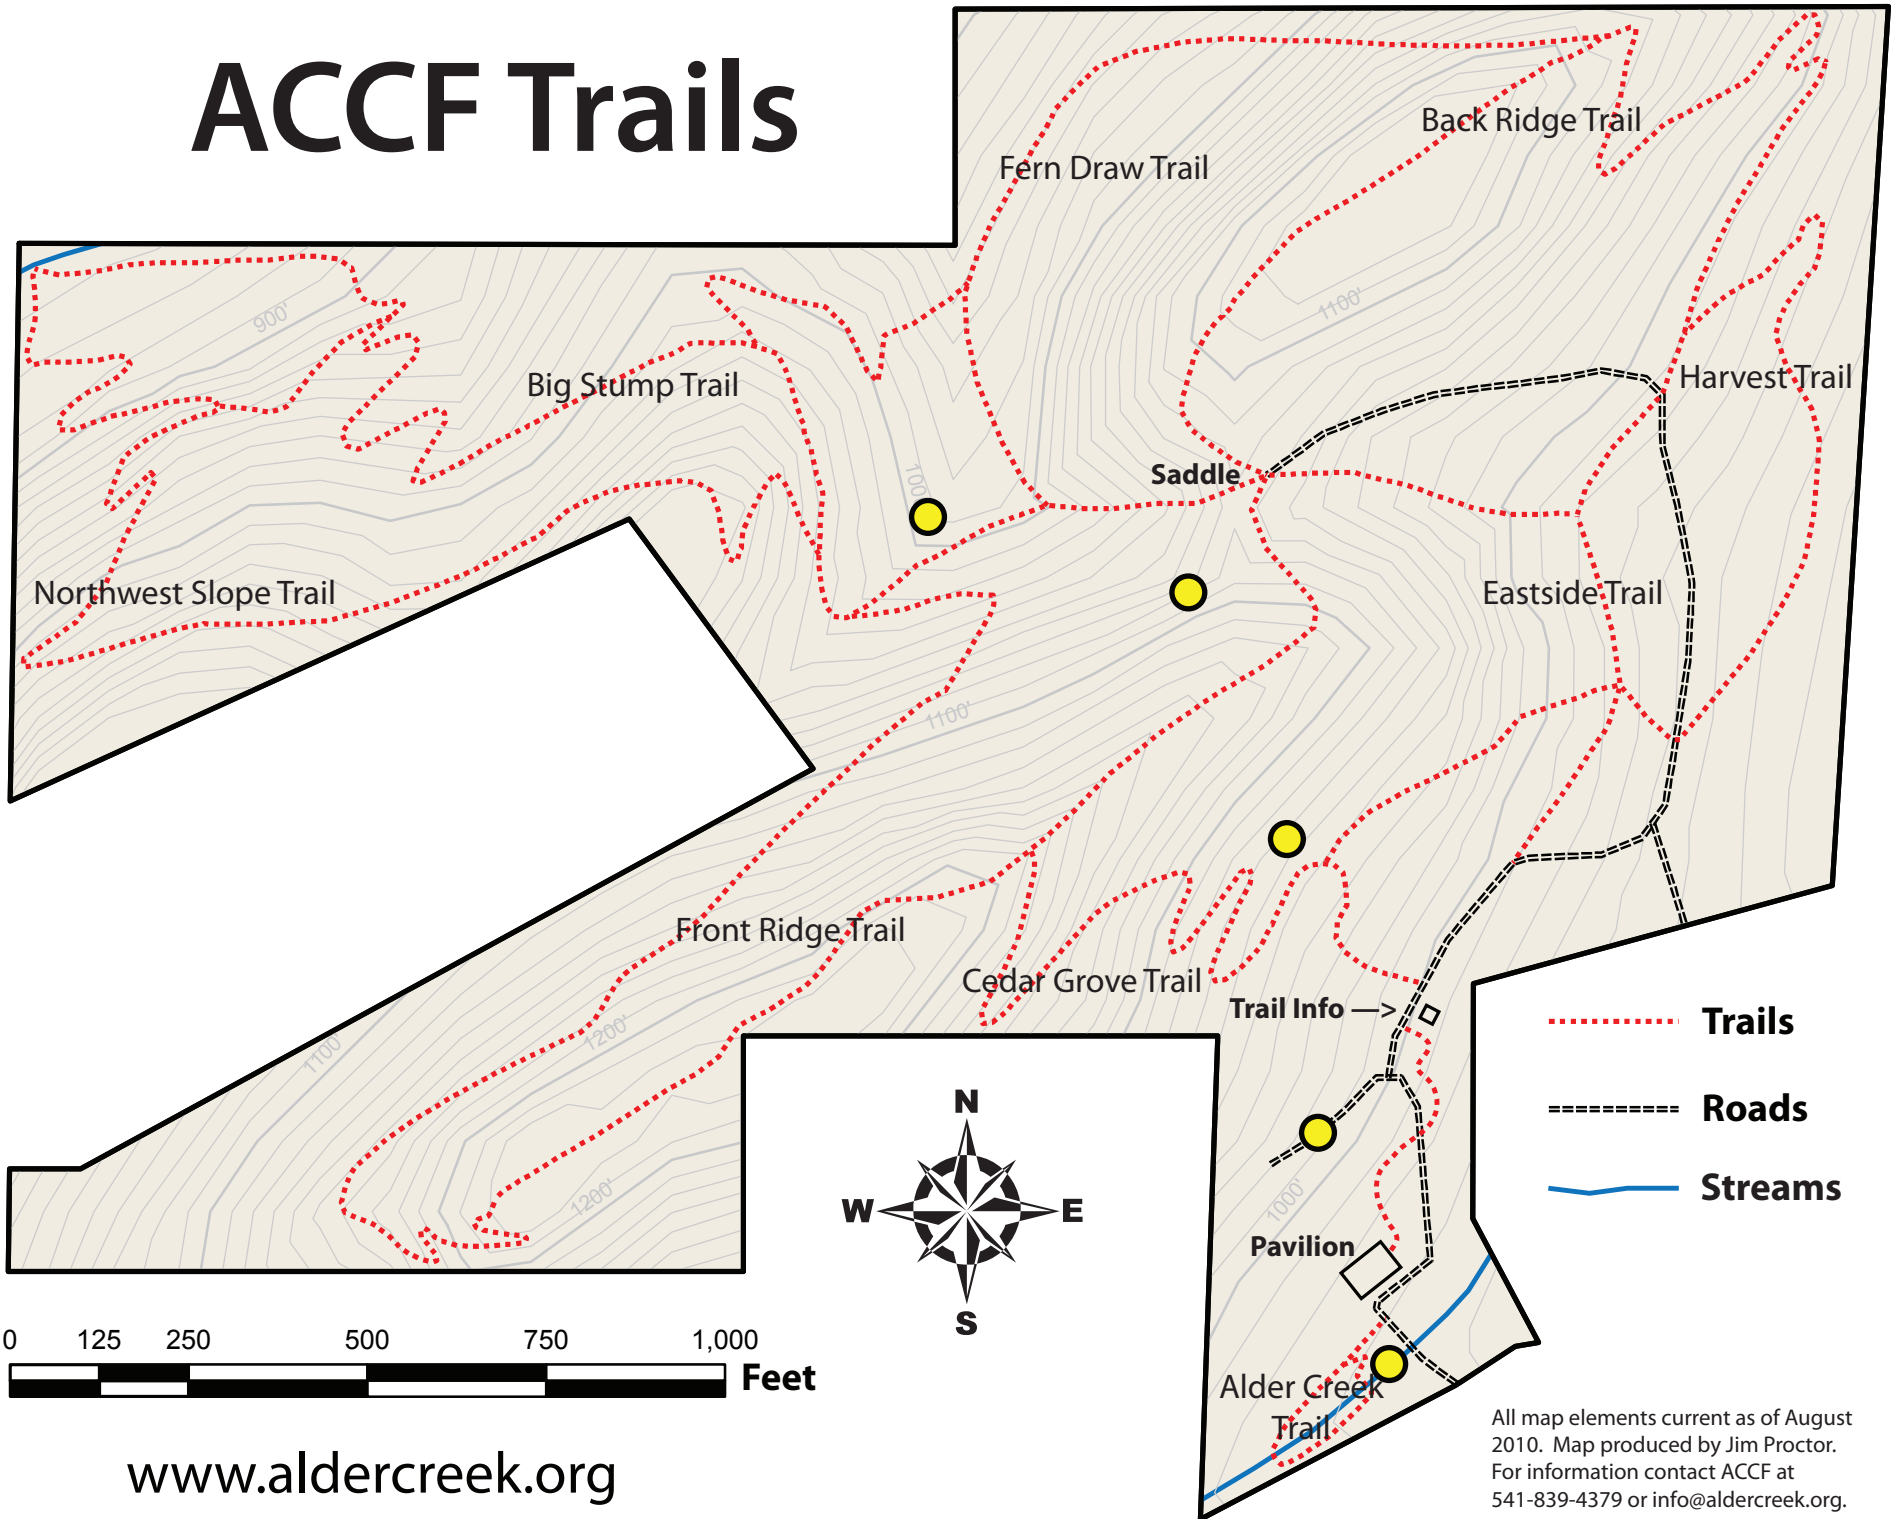 ACCF Trails
Back Ridge Trail
Fern Draw Trail
900'
1100'
Big Stump Trail
Harvest Trail
Saddle
100
Northwest Slope Trail
Eastside Trail
1100'
Front Ridge Trail
Cedar Grove Trail
Trail Info —>
1200'
1100'
Trails
Roads
Streams
N
W
E
S
1200'
1000'
Pavilion
0 125 250 500 750 1,000
Feet
Alder Creek
Trail
www.aldercreek.org
All map elements current as of August
2010. Map produced by Jim Proctor.
For information contact ACCF at
541-839-4379 or info@aldercreek.org.